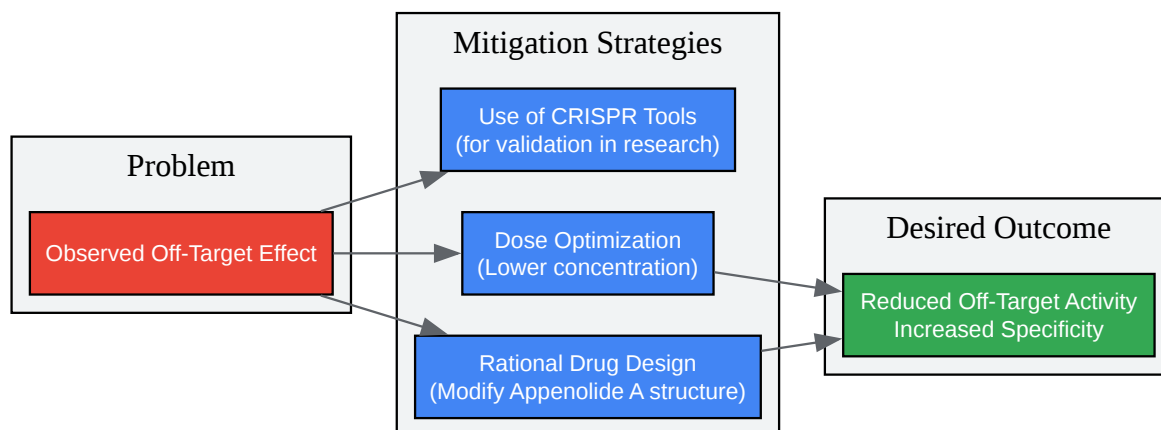 Problem
Observed Off-Target Effect
Mitigation Strategies
Use of CRISPR Tools
(for validation in research)
Dose Optimization
(Lower concentration)
Rational Drug Design
(Modify Appenolide A structure)
Desired Outcome
Reduced Off-Target Activity
Increased Specificity